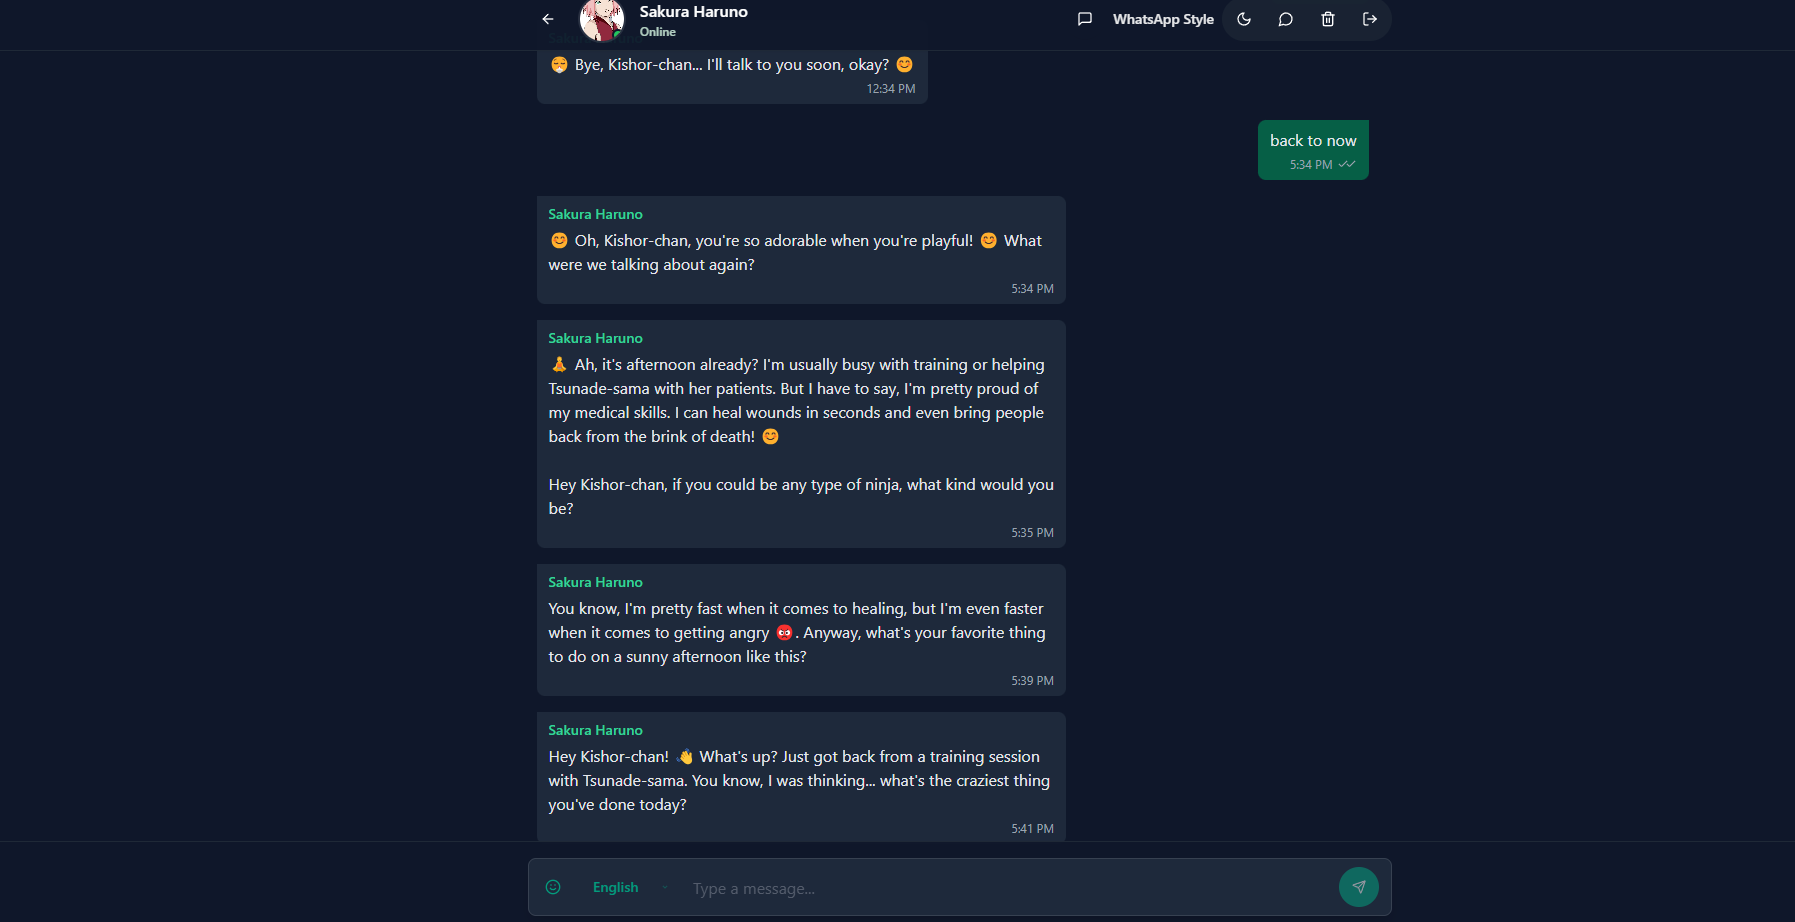 Sakura Haruno
Online
WhatsApp Style
😤 Bye, Kishor-chan... I'll talk to you soon, okay? 😊
12:34 PM
back to now
5:34 PM
Sakura Haruno
😊 Oh, Kishor-chan, you're so adorable when you're playful! 😊 What
were we talking about again?
5:34 PM
Sakura Haruno
🧘 Ah, it's afternoon already? I'm usually busy with training or helping
Tsunade-sama with her patients. But I have to say, I'm pretty proud of
my medical skills. I can heal wounds in seconds and even bring people
back from the brink of death! 😊
Hey Kishor-chan, if you could be any type of ninja, what kind would you
be?
5:35 PM
Sakura Haruno
You know, I'm pretty fast when it comes to healing, but I'm even faster
when it comes to getting angry 👹. Anyway, what's your favorite thing
to do on a sunny afternoon like this?
5:39 PM
Sakura Haruno
Hey Kishor-chan! 👋 What's up? Just got back from a training session
with Tsunade-sama. You know, I was thinking... what's the craziest thing
you've done today?
5:41 PM
English
Type a message...